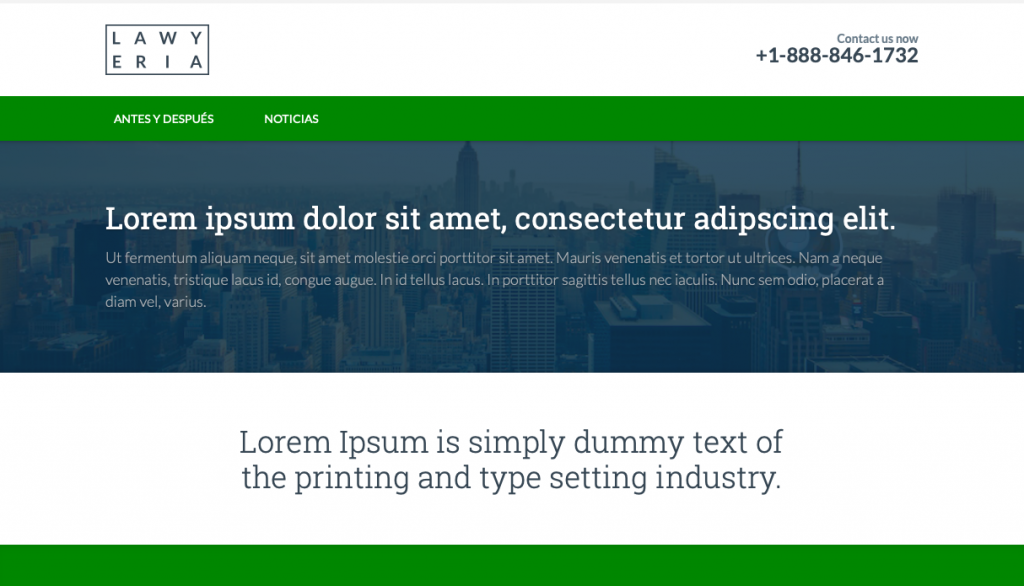 LAWY
ERIA
Contact us now
+1-888-846-1732
ANTES Y DESPUÉS NOTICIAS
Lorem ipsum dolor sit amet, consectetur adipscing elit.
Ut fermentum aliquam neque, sit amet molestie orci porttitor sit amet. Mauris venenatis et tortor ut ultrices. Nam a neque
venenatis, tristique lacus id, congue augue. In id tellus lacus. In porttitor sagittis tellus nec iaculis. Nunc sem odio, placerat a
diam vel, varius.
Lorem Ipsum is simply dummy text of
the printing and type setting industry.